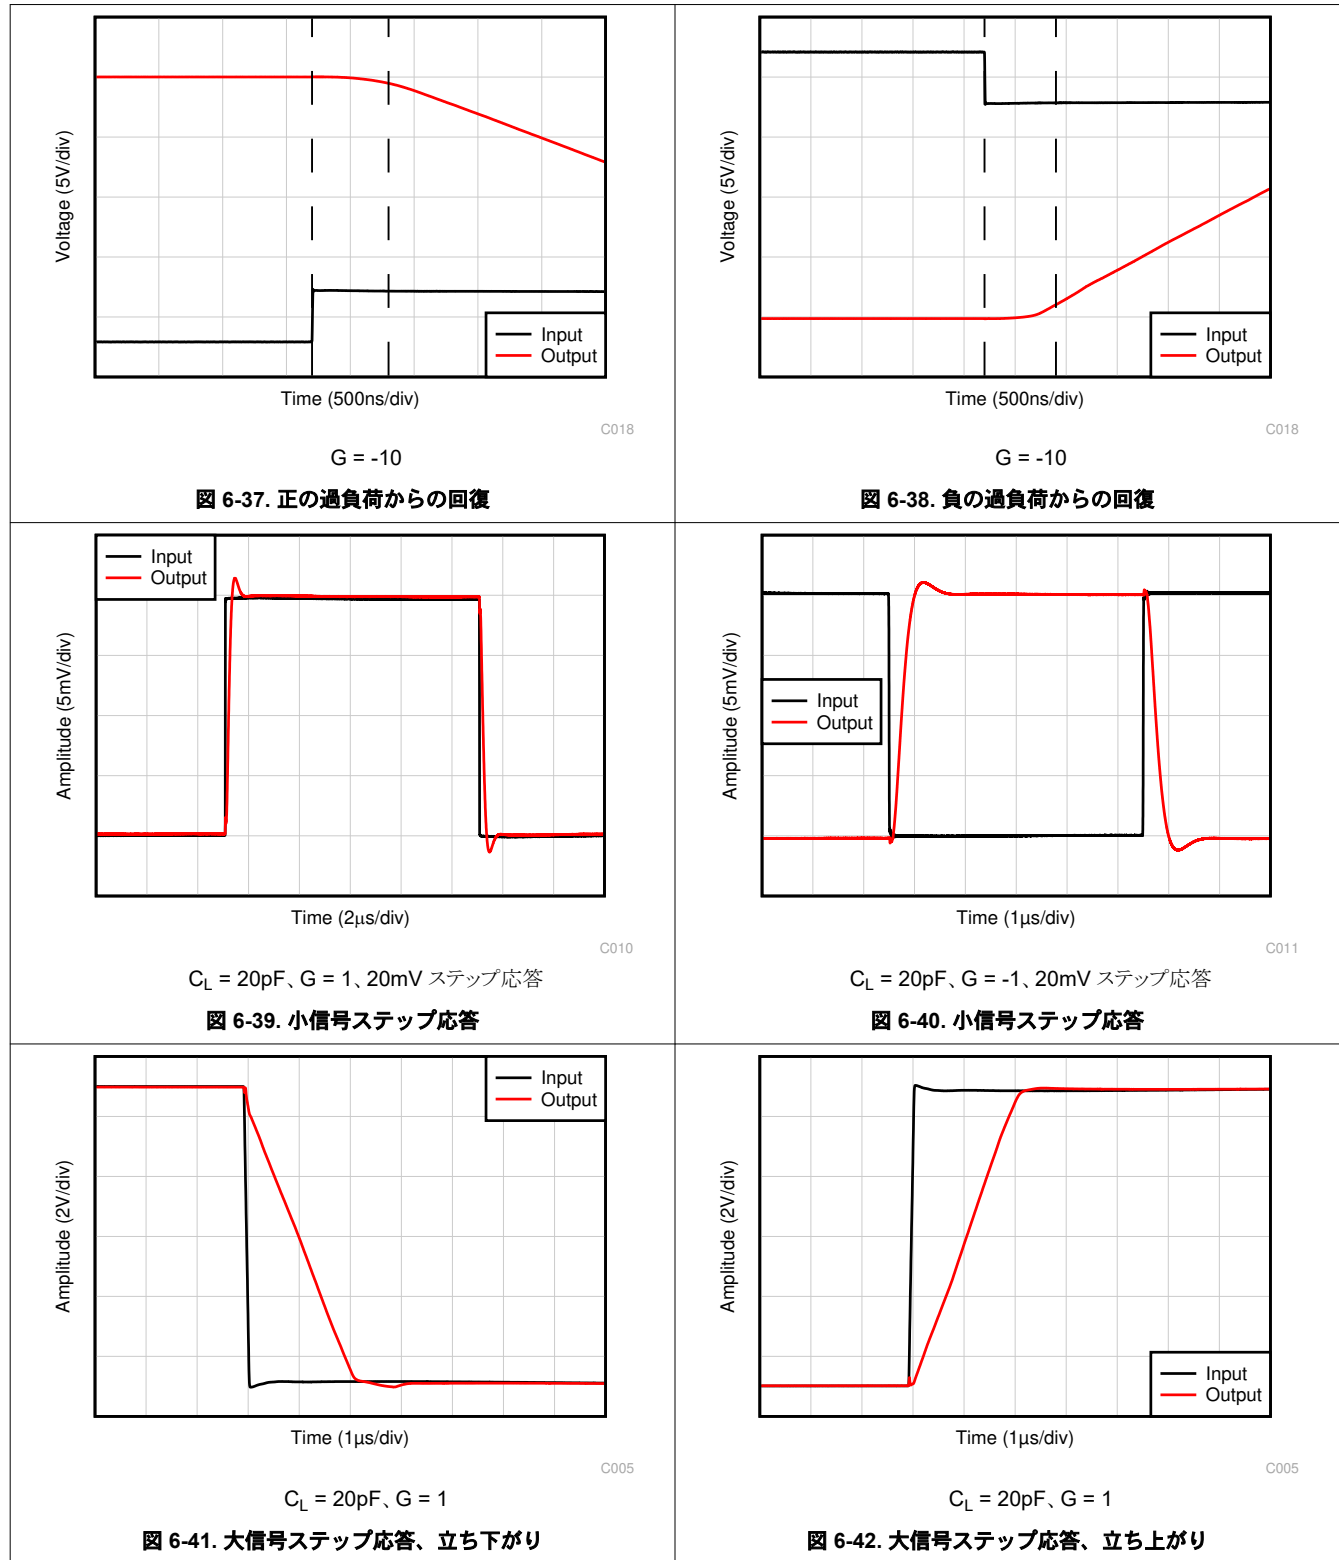 Voltage (5V/div)
Input
Output
Time (500ns/div)
C018
G = -10
図 6-37. 正の過負荷からの回復
Voltage (5V/div)
Input
Output
Time (500ns/div)
C018
G = -10
図 6-38. 負の過負荷からの回復
Input
Output
Amplitude (5mV/div)
Time (2μs/div)
C010
CL = 20pF、G = 1、20mV ステップ応答
図 6-39. 小信号ステップ応答
Amplitude (5mV/div)
Input
Output
Time (1μs/div)
C011
CL = 20pF、G = -1、20mV ステップ応答
図 6-40. 小信号ステップ応答
Input
Output
Amplitude (2V/div)
Time (1μs/div)
C005
CL = 20pF、G = 1
図 6-41. 大信号ステップ応答、立ち下がり
Amplitude (2V/div)
Input
Output
Time (1μs/div)
C005
CL = 20pF、G = 1
図 6-42. 大信号ステップ応答、立ち上がり